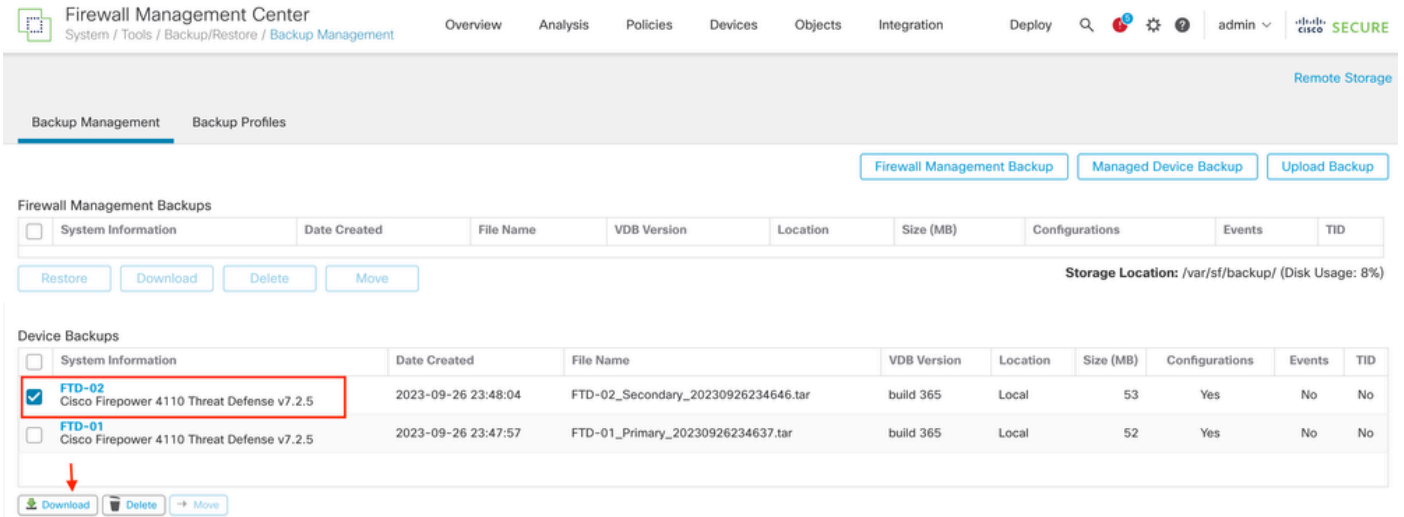 Firewall Management Center
System / Tools / Backup/Restore / Backup Management
Overview Analysis Policies Devices Objects Integration Deploy 5 admin cisco SECURE
Remote Storage
Backup Management Backup Profiles
Firewall Management Backup Managed Device Backup Upload Backup
Firewall Management Backups
System Information Date Created File Name VDB Version Location Size (MB) Configurations Events TID
Restore Download Delete Move Storage Location: /var/sf/backup/ (Disk Usage: 8%)
Device Backups
System Information Date Created File Name VDB Version Location Size (MB) Configurations Events TID
FTD-02
Cisco Firepower 4110 Threat Defense v7.2.5 2023-09-26 23:48:04 FTD-02_Secondary_20230926234646.tar build 365 Local 53 Yes No No
FTD-01
Cisco Firepower 4110 Threat Defense v7.2.5 2023-09-26 23:47:57 FTD-01_Primary_20230926234637.tar build 365 Local 52 Yes No No
Download Delete Move